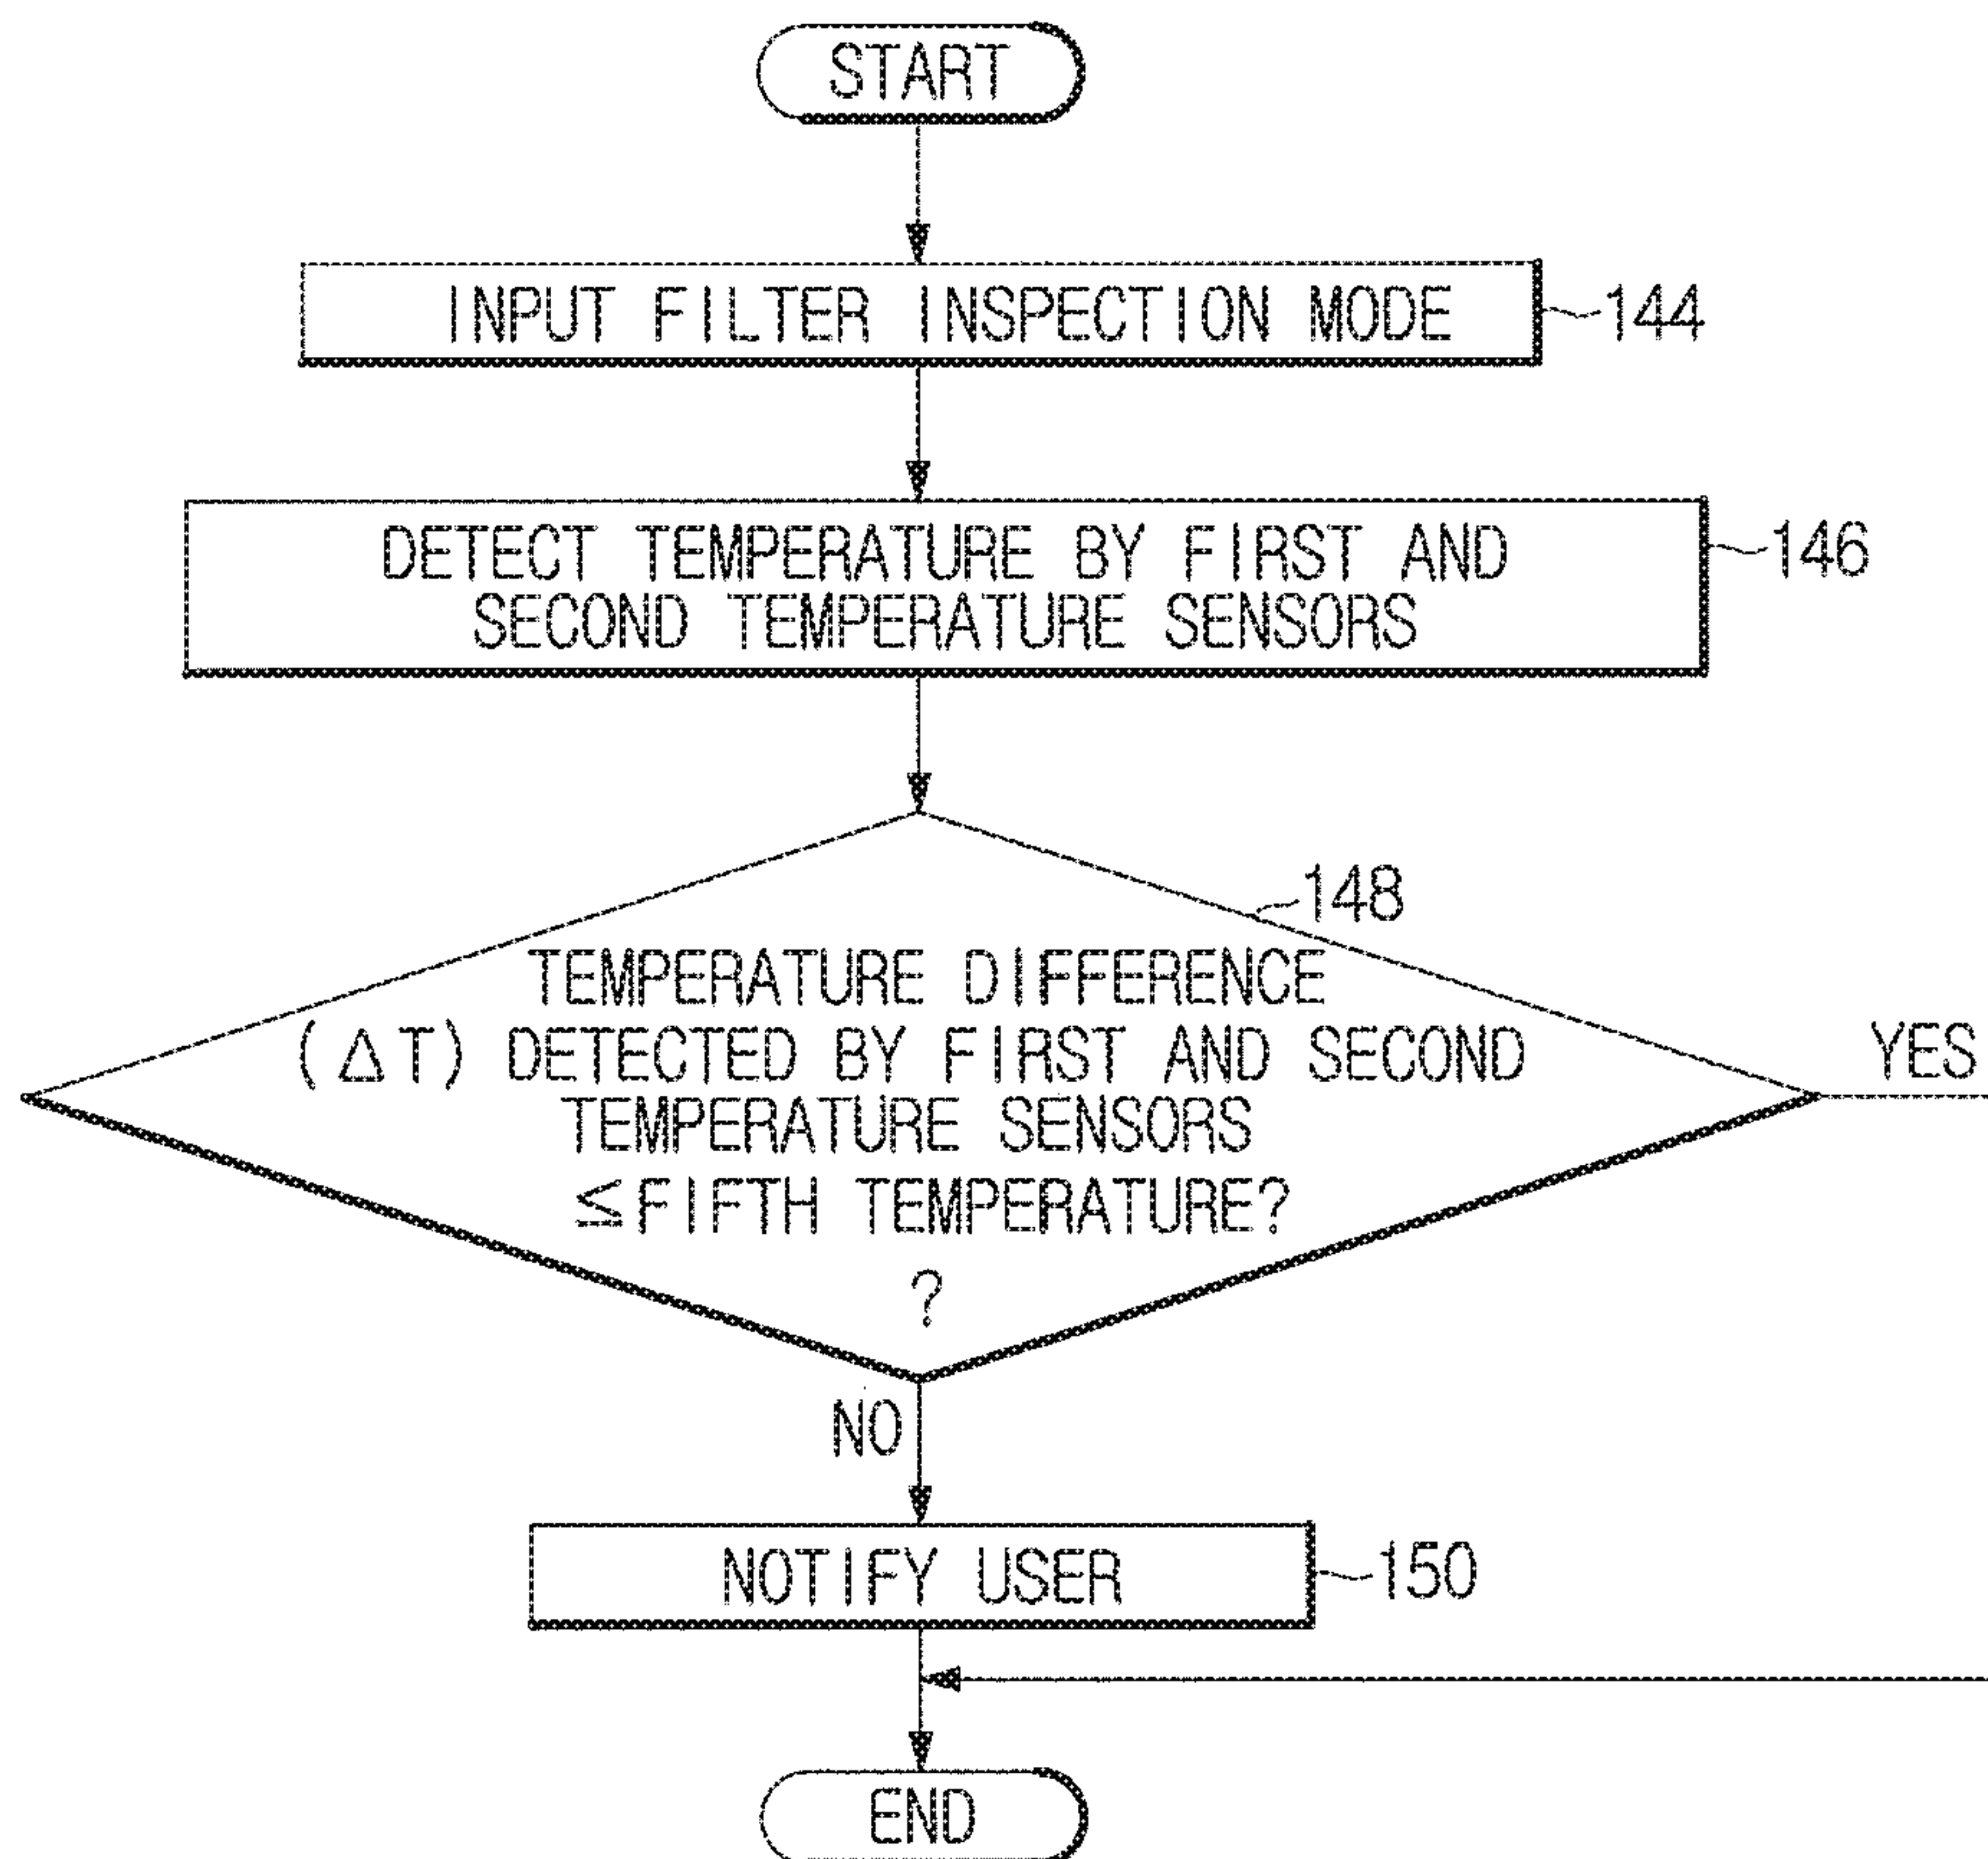 START
INPUT FILTER INSPECTION MODE
144
DETECT TEMPERATURE BY FIRST AND
SECOND TEMPERATURE SENSORS
146
148
TEMPERATURE DIFFERENCE
(ΔT) DETECTED BY FIRST AND SECOND
TEMPERATURE SENSORS
≤FIFTH TEMPERATURE?
?
YES
NO
NOTIFY USER
150
END